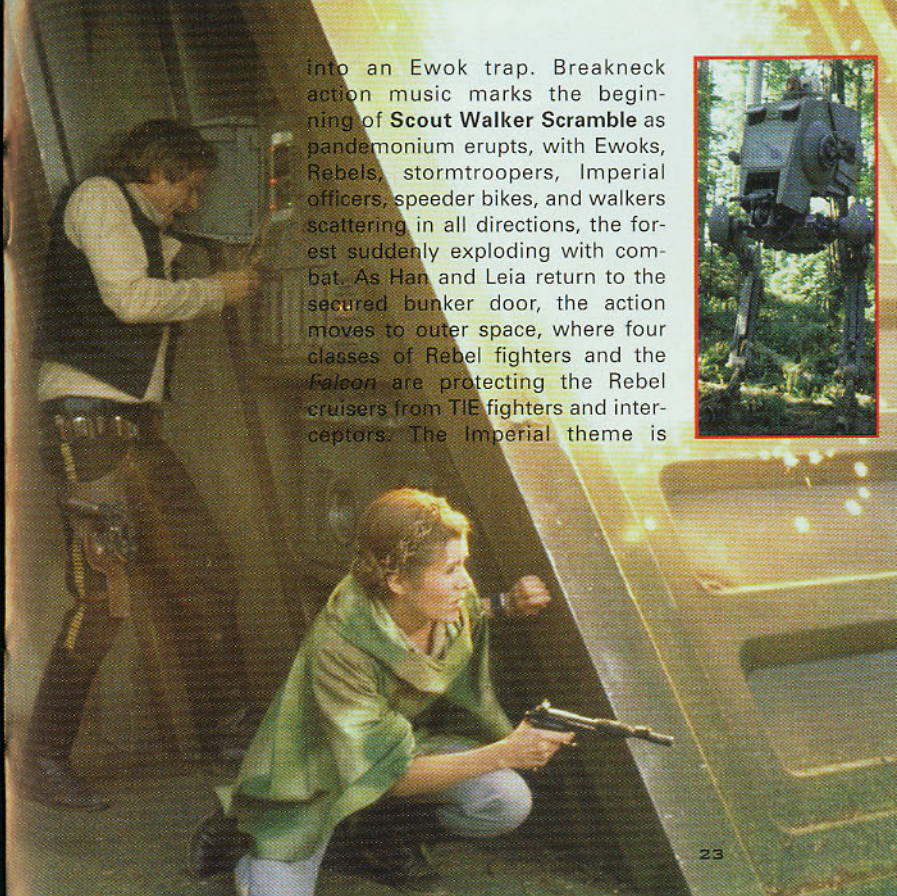 into an Ewok trap. Breakneck
action music marks the begin-
ning of Scout Walker Scramble as
pandemonium erupts, with Ewoks,
Rebels, stormtroopers, Imperial
officers, speeder bikes, and walkers
scattering in all directions, the for-
est suddenly exploding with com-
bat. As Han and Leia return to the
secured bunker door, the action
moves to outer space, where four
classes of Rebel fighters and the
Falcon are protecting the Rebel
cruisers from TIE fighters and inter-
ceptors. The Imperial theme is
23